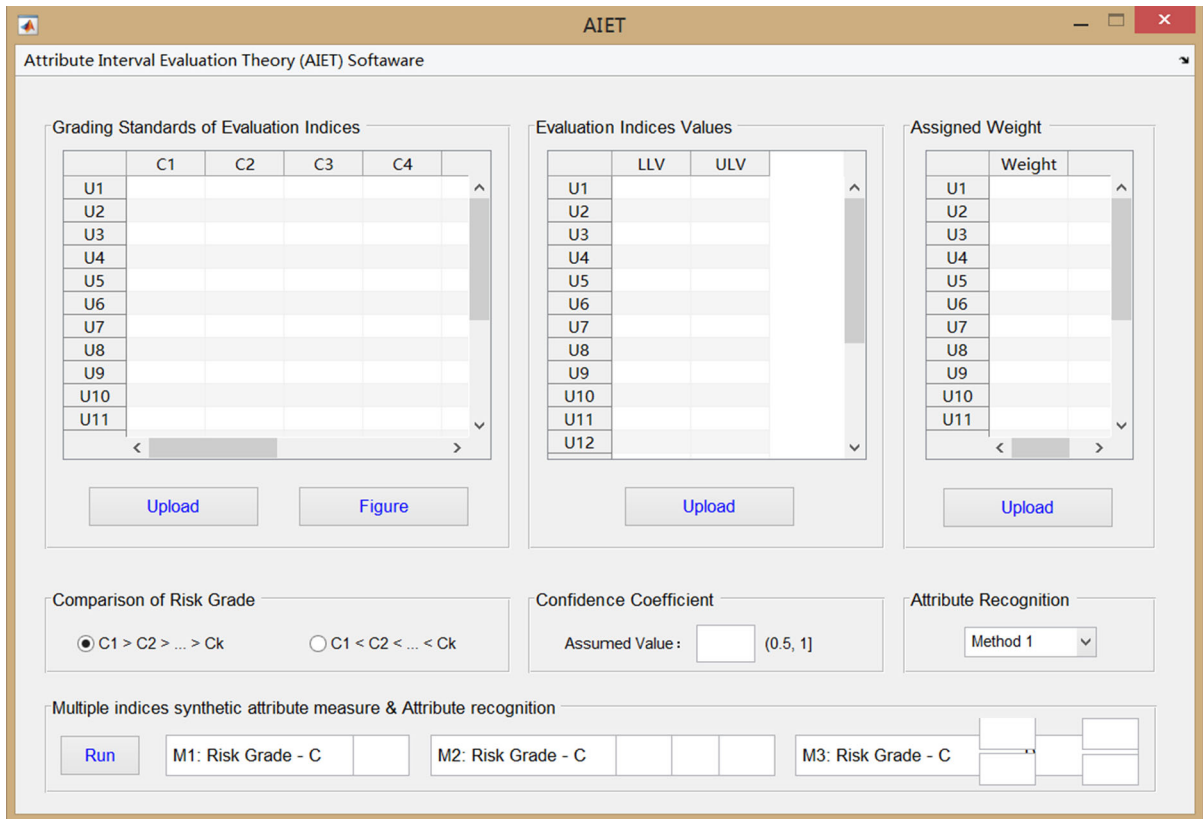 AIET
Attribute Interval Evaluation Theory (AIET) Softaware
Grading Standards of Evaluation Indices
C1 C2 C3 C4
U1
U2
U3
U4
U5
U6
U7
U8
U9
U10
U11
Upload Figure
Evaluation Indices Values
LLV ULV
U1
U2
U3
U4
U5
U6
U7
U8
U9
U10
U11
U12
Upload
Assigned Weight
Weight
U1
U2
U3
U4
U5
U6
U7
U8
U9
U10
U11
Upload
Comparison of Risk Grade
C1 > C2 > ... > Ck C1 < C2 < ... < Ck
Confidence Coefficient
Assumed Value: (0.5, 1]
Attribute Recognition
Method 1
Multiple indices synthetic attribute measure & Attribute recognition
Run M1: Risk Grade - C M2: Risk Grade - C M3: Risk Grade - C